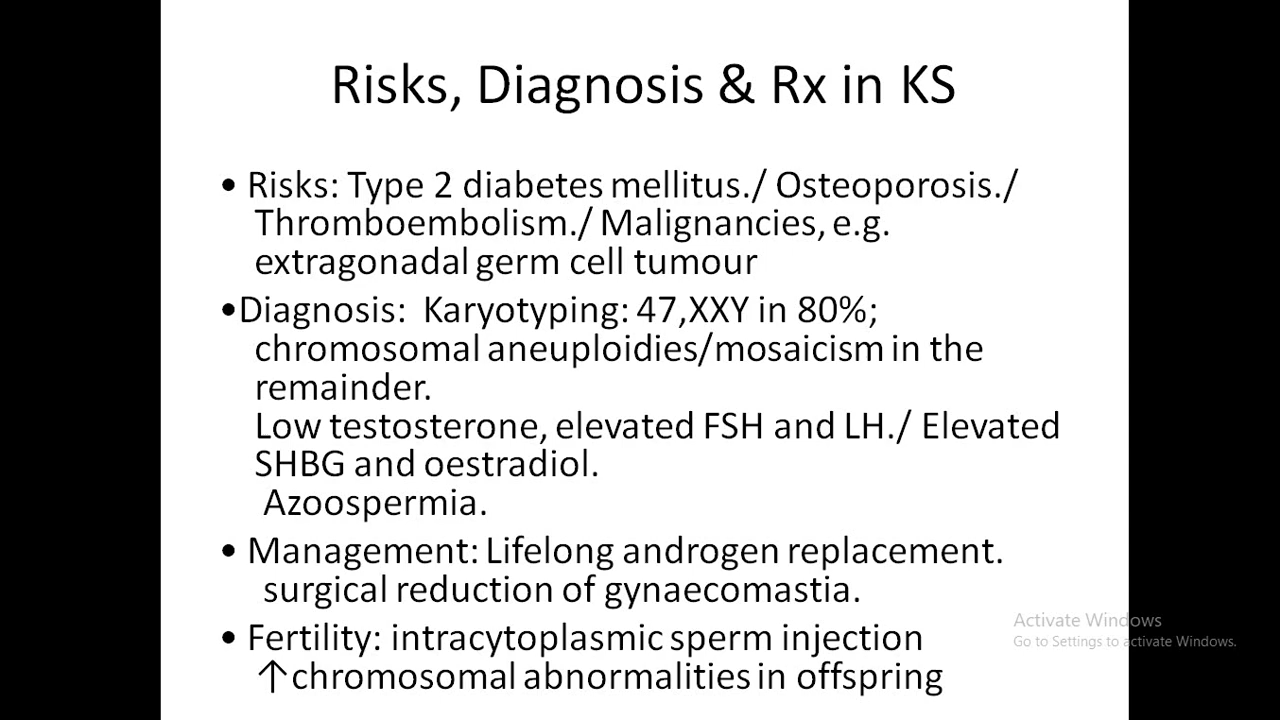 Risks, Diagnosis & Rx in KS
• Risks: Type 2 diabetes mellitus./ Osteoporosis./
Thromboembolism./ Malignancies, e.g.
extragonadal germ cell tumour
•Diagnosis: Karyotyping: 47,XXY in 80%;
chromosomal aneuploidies/mosaicism in the
remainder.
Low testosterone, elevated FSH and LH./ Elevated
SHBG and oestradiol.
Azoospermia.
• Management: Lifelong androgen replacement.
surgical reduction of gynaecomastia.
• Fertility: intracytoplasmic sperm injection
↑chromosomal abnormalities in offspring
Activate Windows
Go to Settings to activate Windows.